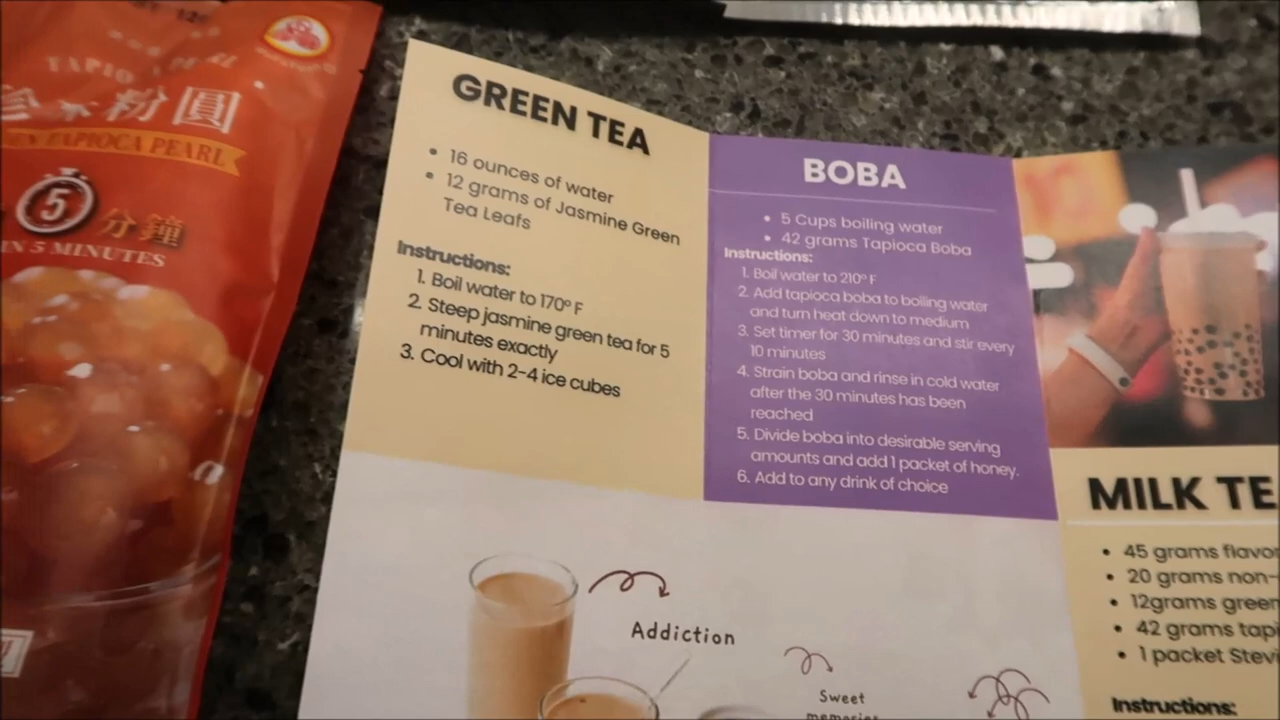 粉圓
TAPIOCA PEARL
5
分鐘
IN 5 MINUTES
GREEN TEA
• 16 ounces of water
• 12 grams of Jasmine Green
Tea Leafs
Instructions:
1. Boil water to 170º F
2. Steep jasmine green tea for 5
minutes exactly
3. Cool with 2-4 ice cubes
BOBA
• 5 Cups boiling water
• 42 grams Tapioca Boba
Instructions:
1. Boil water to 210º F
2. Add tapioca boba to boiling water
and turn heat down to medium
3. Set timer for 30 minutes and stir every
10 minutes
4. Strain boba and rinse in cold water
after the 30 minutes has been
reached
5. Divide boba into desirable serving
amounts and add 1 packet of honey.
6. Add to any drink of choice
MILK TE
• 45 grams flavo
• 20 grams non-
• 12grams green
• 42 grams tapi
• 1 packet Stevi
Instructions:
Addiction
Sweet
memories